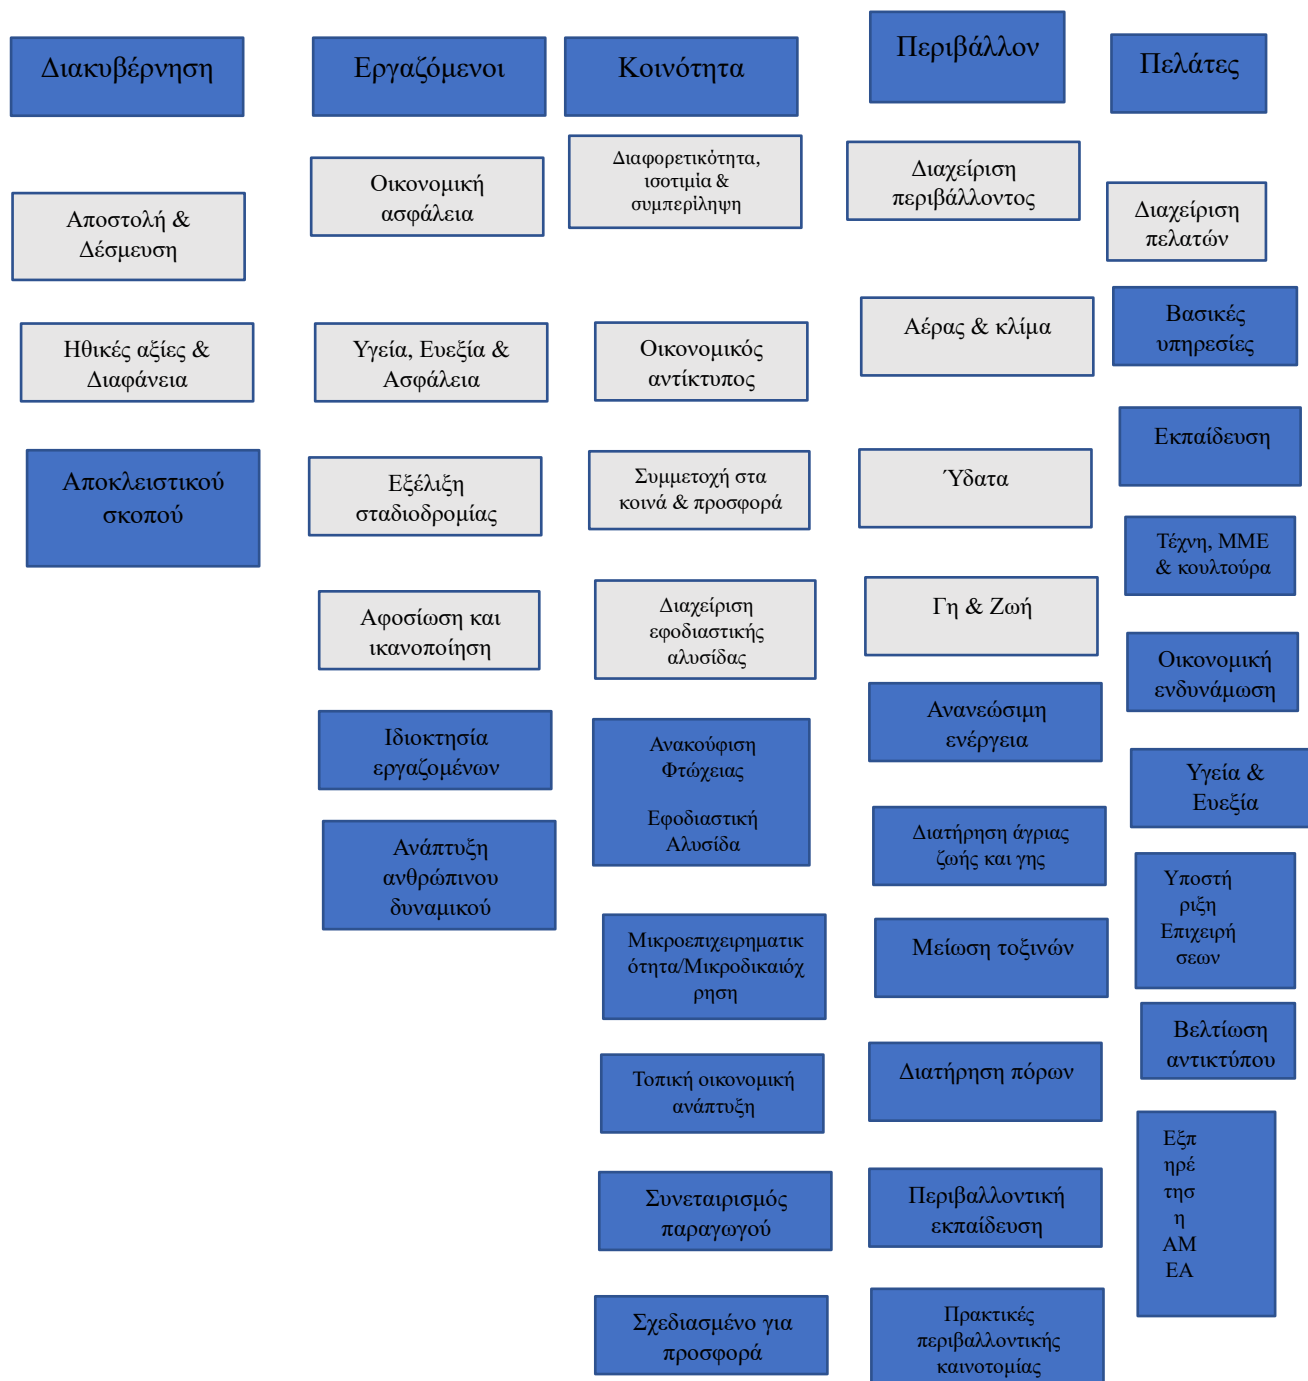 Διακυβέρνηση
Αποστολή &
Δέσμευση
Ηθικές αξίες &
Διαφάνεια
Αποκλειστικού
σκοπού
Εργαζόμενοι
Οικονομική
ασφάλεια
Υγεία, Ευεξία &
Ασφάλεια
Εξέλιξη
σταδιοδρομίας
Αφοσίωση και
ικανοποίηση
Ιδιοκτησία
εργαζομένων
Ανάπτυξη
ανθρώπινου
δυναμικού
Κοινότητα
Διαφορετικότητα,
ισοτιμία &
συμπερίληψη
Οικονομικός
αντίκτυπος
Συμμετοχή στα
κοινά & προσφορά
Διαχείριση
εφοδιαστικής
αλυσίδας
Ανακούφιση
Φτώχειας
Εφοδιαστική
Αλυσίδα
Μικροεπιχειρηματικ
ότητα/Μικροδικαιόχ
ρηση
Τοπική οικονομική
ανάπτυξη
Συνεταιρισμός
παραγωγού
Σχεδιασμένο για
προσφορά
Περιβάλλον
Διαχείριση
περιβάλλοντος
Αέρας & κλίμα
Ύδατα
Γη & Ζωή
Ανανεώσιμη
ενέργεια
Διατήρηση άγριας
ζωής και γης
Μείωση τοξινών
Διατήρηση πόρων
Περιβαλλοντική
εκπαίδευση
Πρακτικές
περιβαλλοντικής
καινοτομίας
Πελάτες
Διαχείριση
πελατών
Βασικές
υπηρεσίες
Εκπαίδευση
Τέχνη, ΜΜΕ
& κουλτούρα
Οικονομική
ενδυνάμωση
Υγεία &
Ευεξία
Υποστή
ριξη
Επιχειρή
σεων
Βελτίωση
αντικτύπου
Εξπ
ηρέ
τησ
η
ΑΜ
ΕΑ